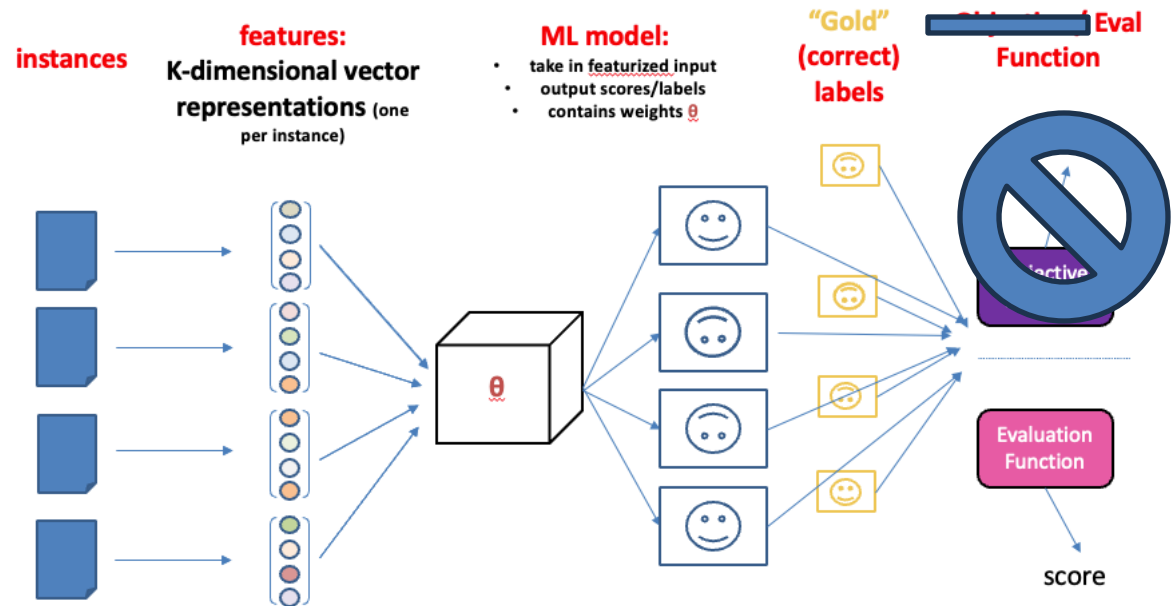 instances
features:
K-dimensional vector
representations (one
per instance)
ML model:
• take in featurized input
• output scores/labels
• contains weights θ
“Gold”
(correct)
labels
/ Eval
Function
θ
Evaluation
Function
score